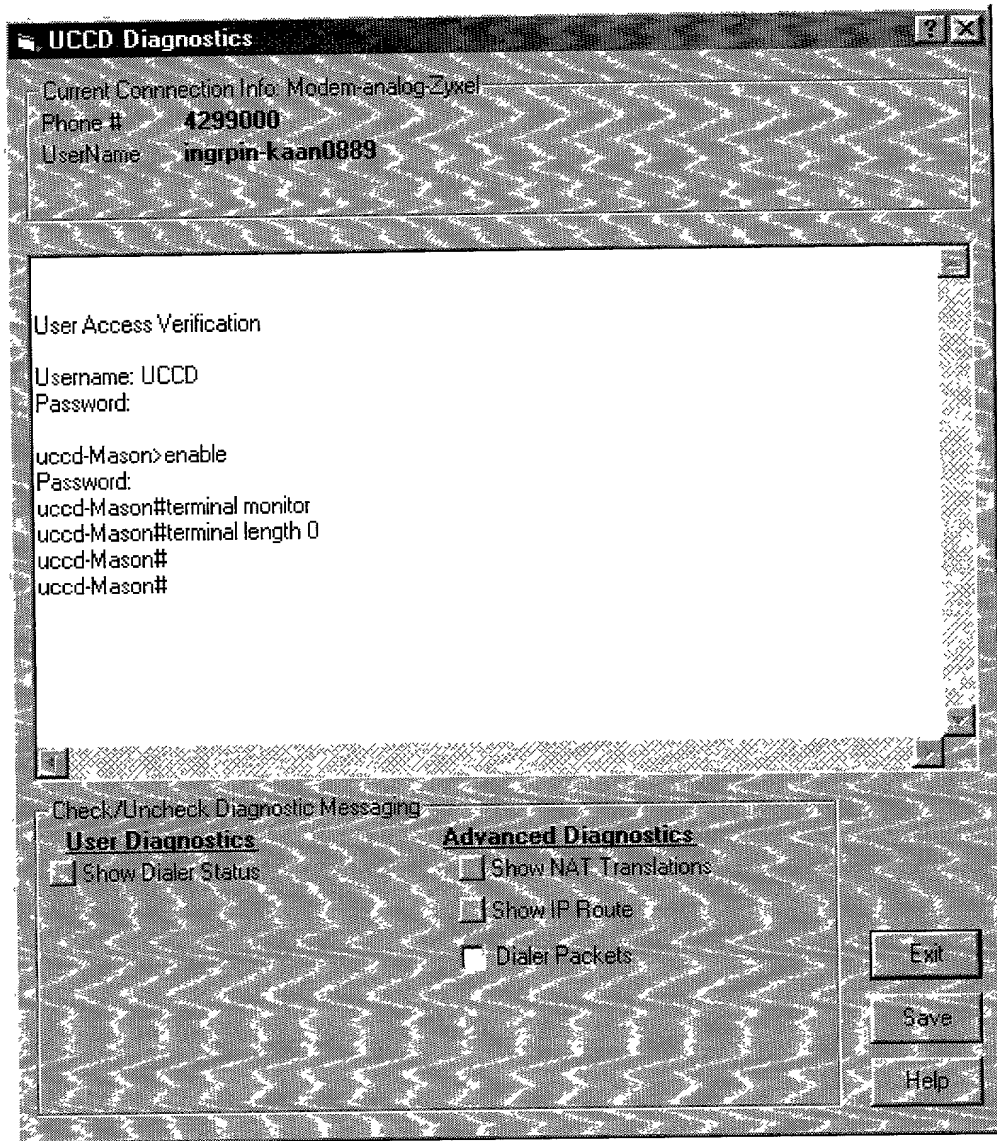 UCCD Diagnostics
Current Connnection Info: Modem-analog-Zyxel
Phone # 4299000
UserName ingrpin-kaan0889
User Access Verification
Username: UCCD
Password:
uccd-Mason>enable
Password:
uccd-Mason#terminal monitor
uccd-Mason#terminal length 0
uccd-Mason#
uccd-Mason#
Check/Uncheck Diagnostic Messaging
User Diagnostics
Show Dialer Status
Advanced Diagnostics
Show NAT Translations
Show IP Route
Dialer Packets
Exit
Save
Help